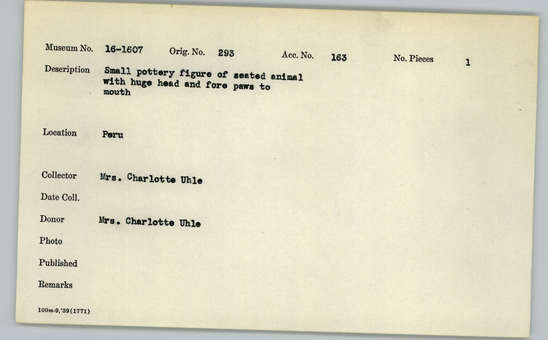 Museum No. 16-1607 Orig. No. 293 Acc. No. 163 No. Pieces 1
Description Small pottery figure of seated animal
with huge head and fore paws to
mouth
Location Peru
Collector Mrs. Charlotte Uhle
Date Coll.
Donor Mrs. Charlotte Uhle
Photo
Published
Remarks
100m-9,'39(1771)